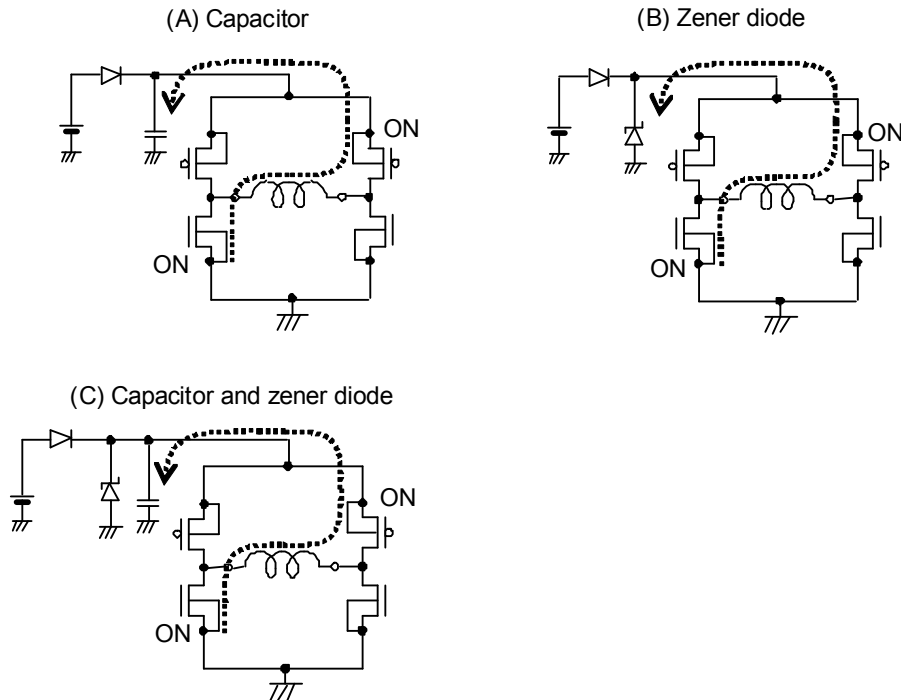 (A) Capacitor
(B) Zener diode
ON
ON
ON
ON
(C) Capacitor and zener diode
ON
ON